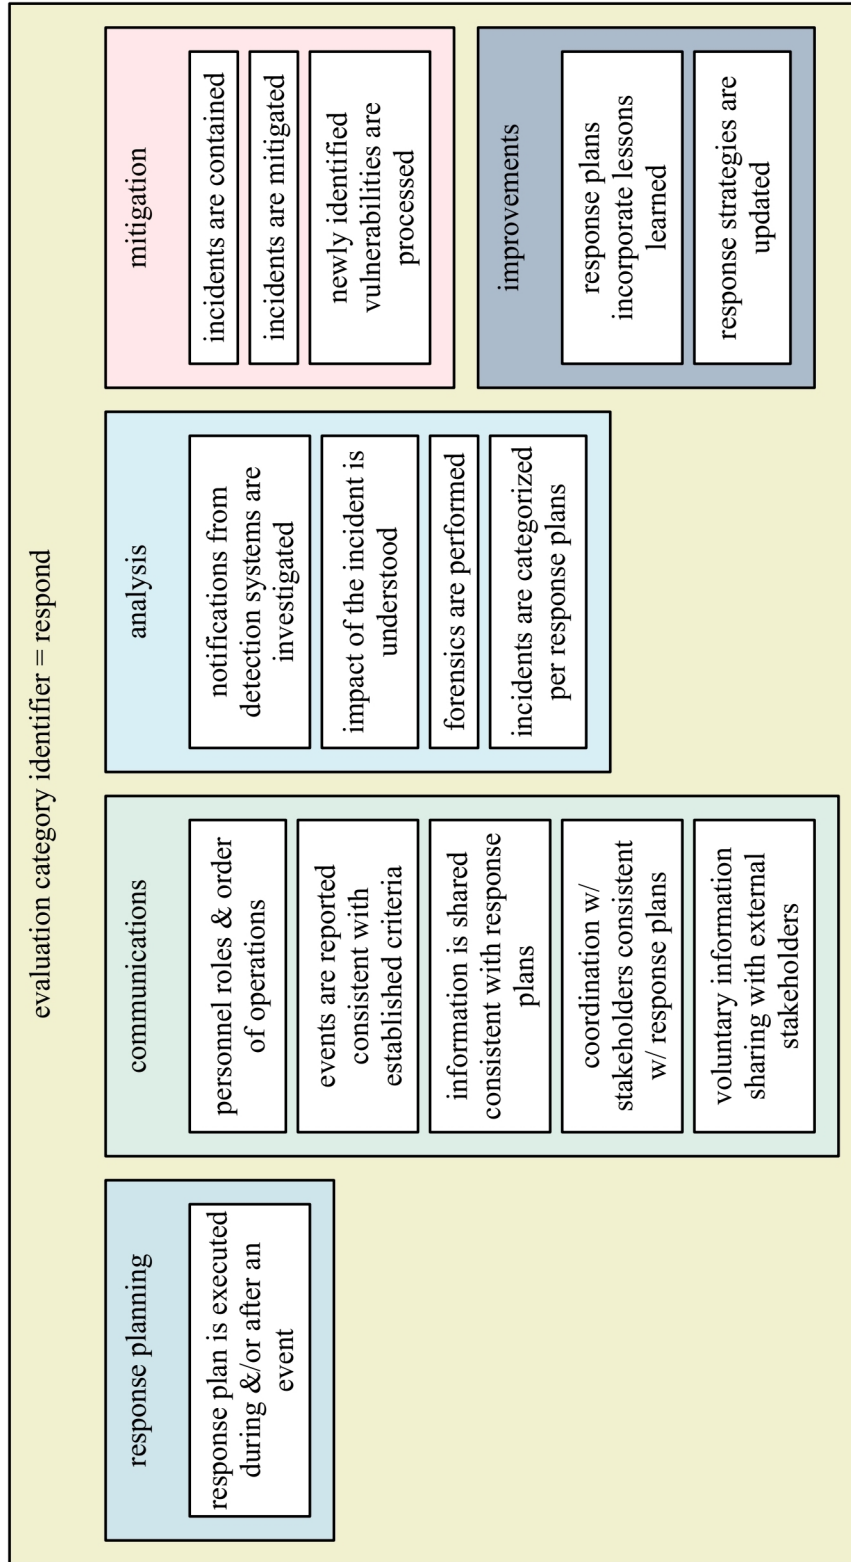 evaluation category identifier = respond
response planning
response plan is executed
during &/or after an
event
communications
personnel roles & order
of operations
events are reported
consistent with
established criteria
information is shared
consistent with response
plans
coordination w/
stakeholders consistent
w/ response plans
voluntary information
sharing with external
stakeholders
analysis
notifications from
detection systems are
investigated
impact of the incident is
understood
forensics are performed
incidents are categorized
per response plans
mitigation
incidents are contained
incidents are mitigated
newly identified
vulnerabilities are
processed
improvements
response plans
incorporate lessons
learned
response strategies are
updated